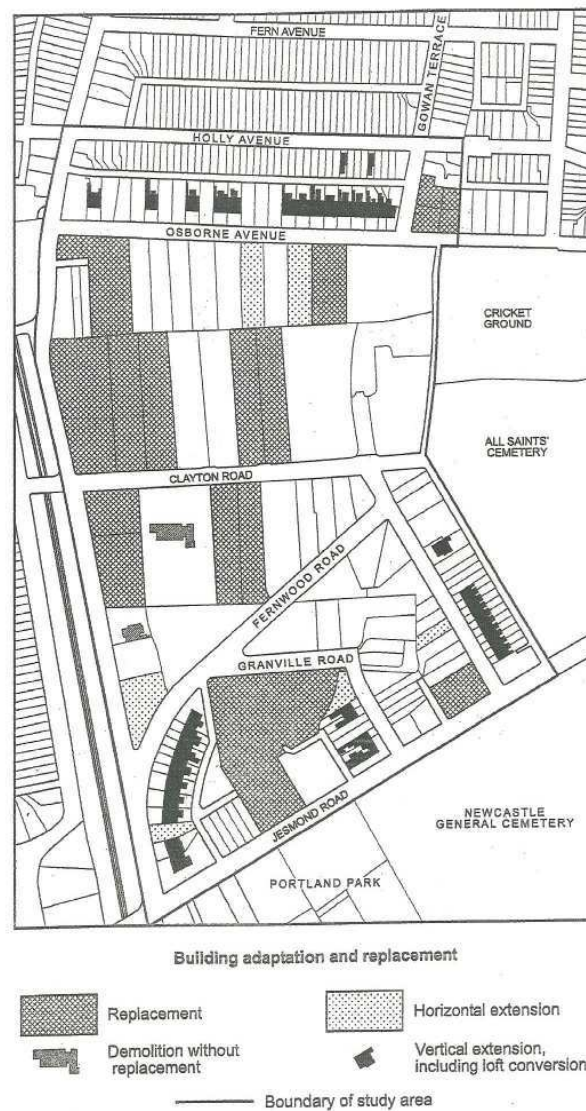 FERN AVENUE
GOWAN TERRACE
HOLLY AVENUE
OSBORNE AVENUE
CRICKET
GROUND
ALL SAINTS'
CEMETERY
CLAYTON ROAD
FERNWOOD ROAD
GRANVILLE ROAD
JESMOND ROAD
NEWCASTLE
GENERAL CEMETERY
PORTLAND PARK
Building adaptation and replacement
Replacement
Horizontal extension
Demolition without
replacement
Vertical extension,
including loft conversion
Boundary of study area